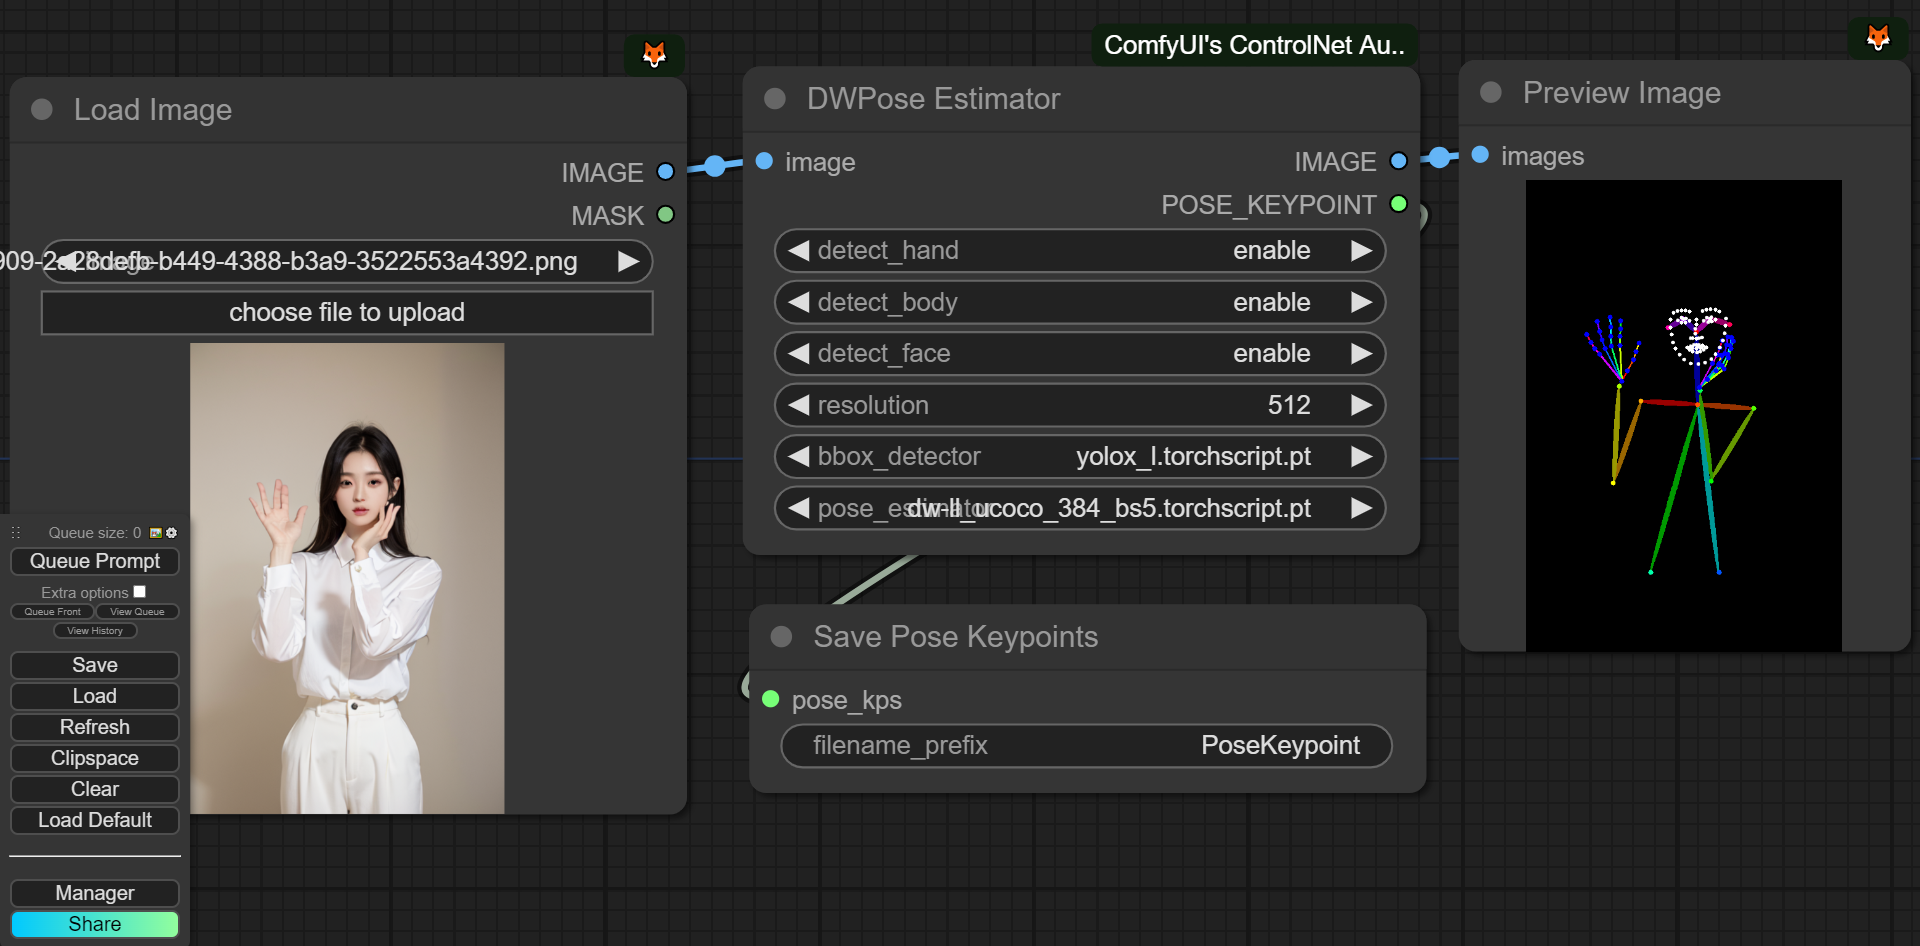 Load Image
IMAGE
MASK
909-2a28defb-b449-4388-b3a9-3522553a4392.png
choose file to upload
Queue size: 0
Queue Prompt
Extra options
Queue Front
View Queue
View History
Save
Load
Refresh
Clipspace
Clear
Load Default
Manager
Share
ComfyUI's ControlNet Au..
DWPose Estimator
image
IMAGE
POSE_KEYPOINT
detect_hand enable
detect_body enable
detect_face enable
resolution 512
bbox_detector yolox_l.torchscript.pt
pose_estimator dw-ll_ucoco_384_bs5.torchscript.pt
Save Pose Keypoints
pose_kps
filename_prefix PoseKeypoint
Preview Image
images